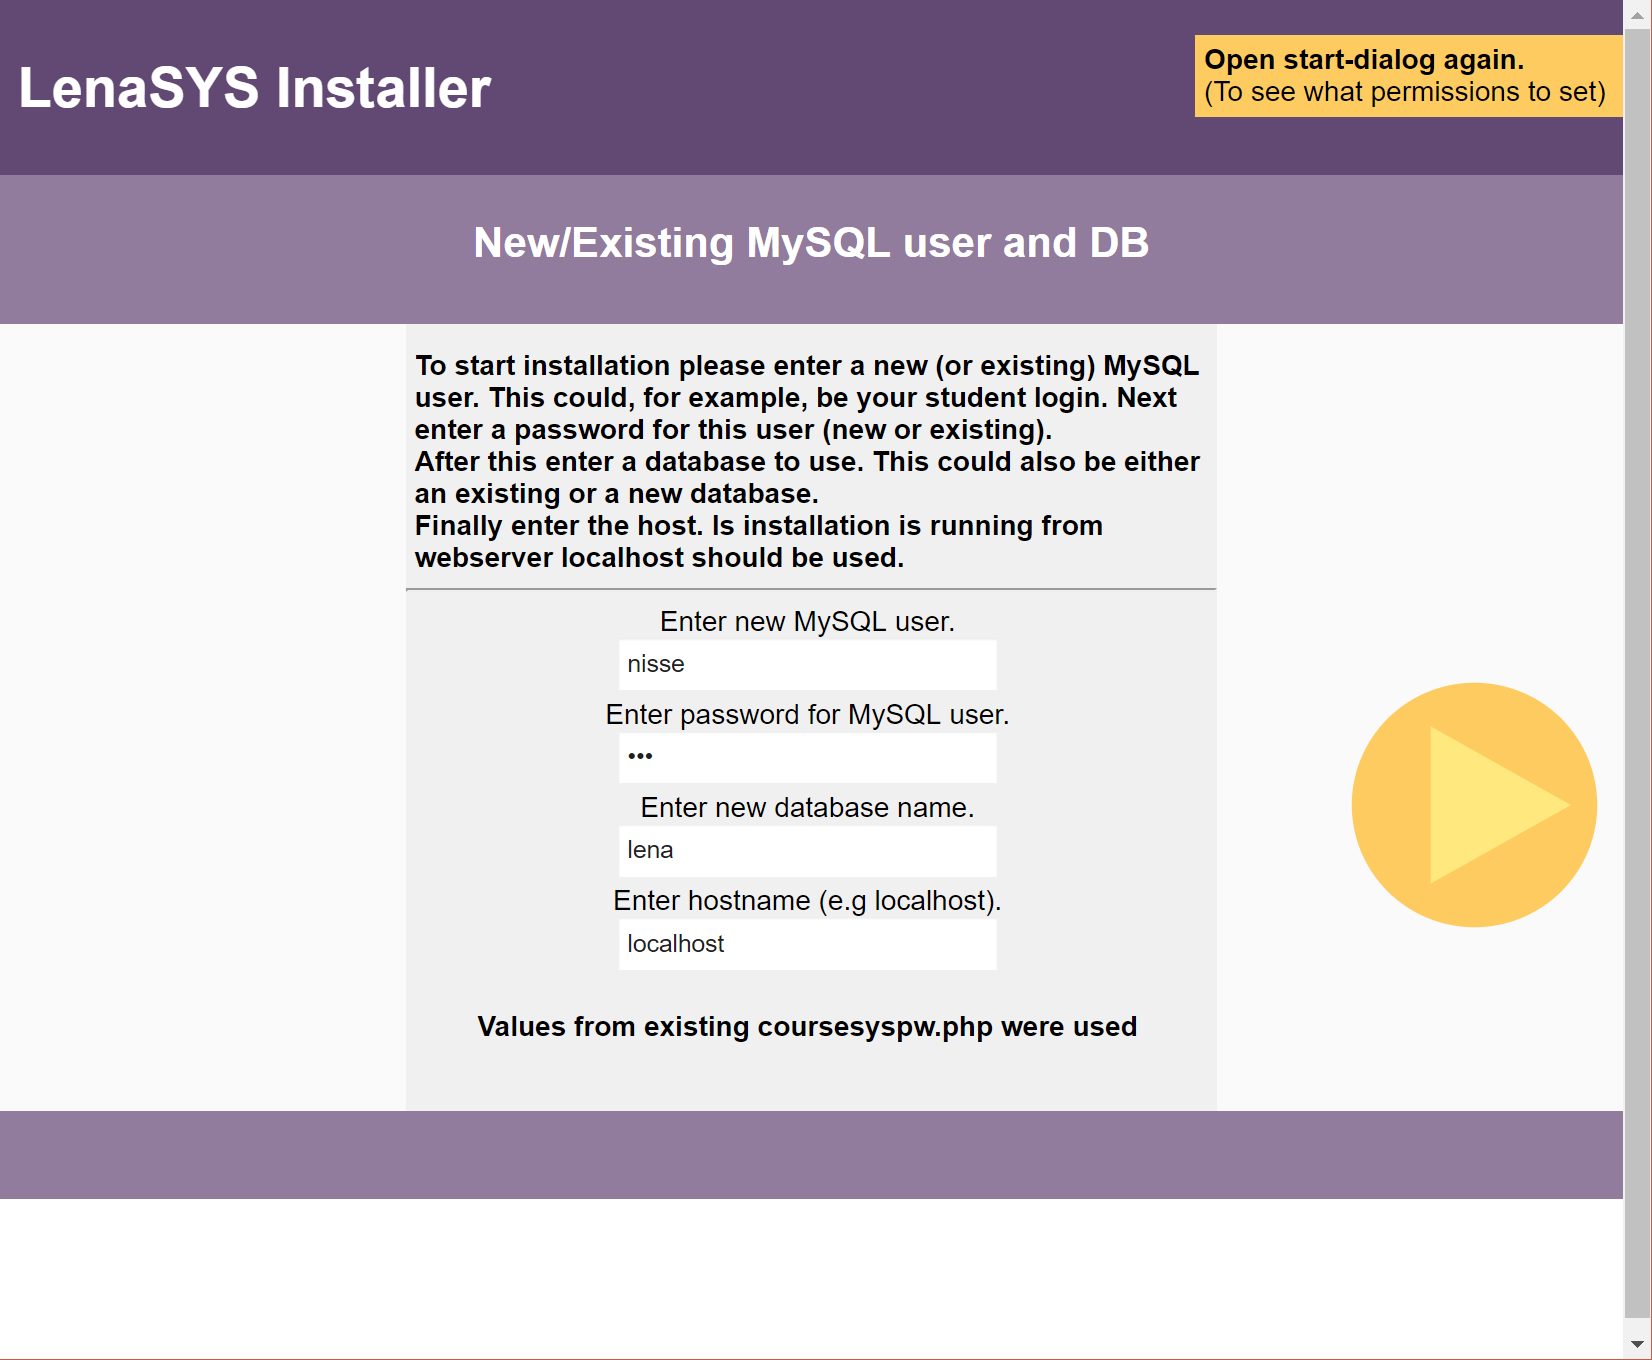 LenaSYS Installer
Open start-dialog again.
(To see what permissions to set)
New/Existing MySQL user and DB
To start installation please enter a new (or existing) MySQL
user. This could, for example, be your student login. Next
enter a password for this user (new or existing).
After this enter a database to use. This could also be either
an existing or a new database.
Finally enter the host. Is installation is running from
webserver localhost should be used.
Enter new MySQL user.
nisse
Enter password for MySQL user.
•••
Enter new database name.
lena
Enter hostname (e.g localhost).
localhost
Values from existing coursesyspw.php were used